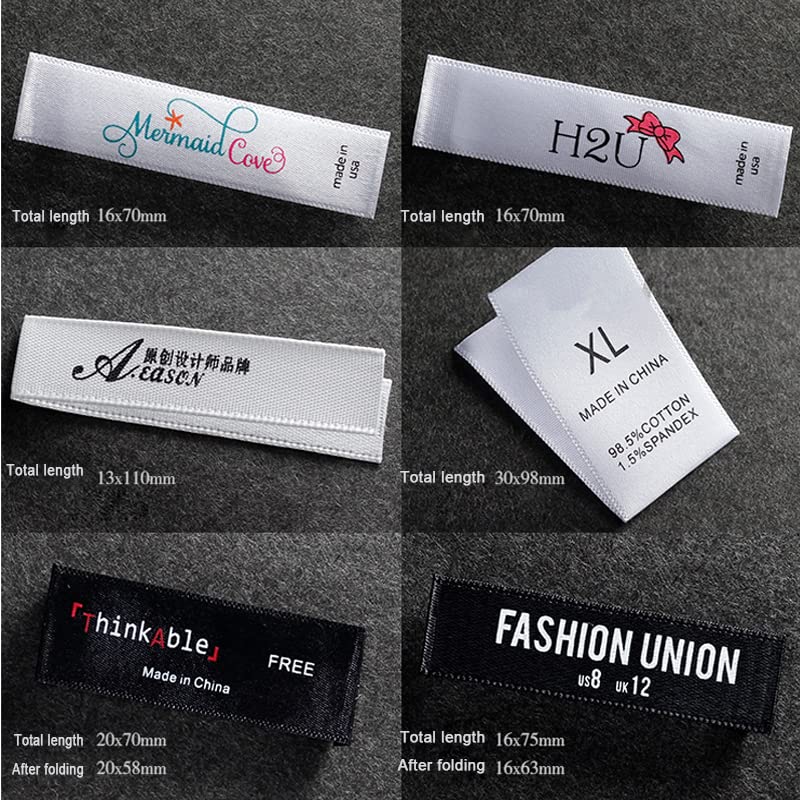 Mermaid Cove
made in
usa
Total length 16x70mm
H2U
made in
usa
Total length 16x70mm
原创设计师品牌
A.EASON
Total length 13x110mm
XL
MADE IN CHINA
98.5%COTTON
1.5%SPANDEX
Total length 30x98mm
「ThinkAble」
Made in China
FREE
Total length 20x70mm
After folding 20x58mm
FASHION UNION
US8 UK12
Total length 16x75mm
After folding 16x63mm